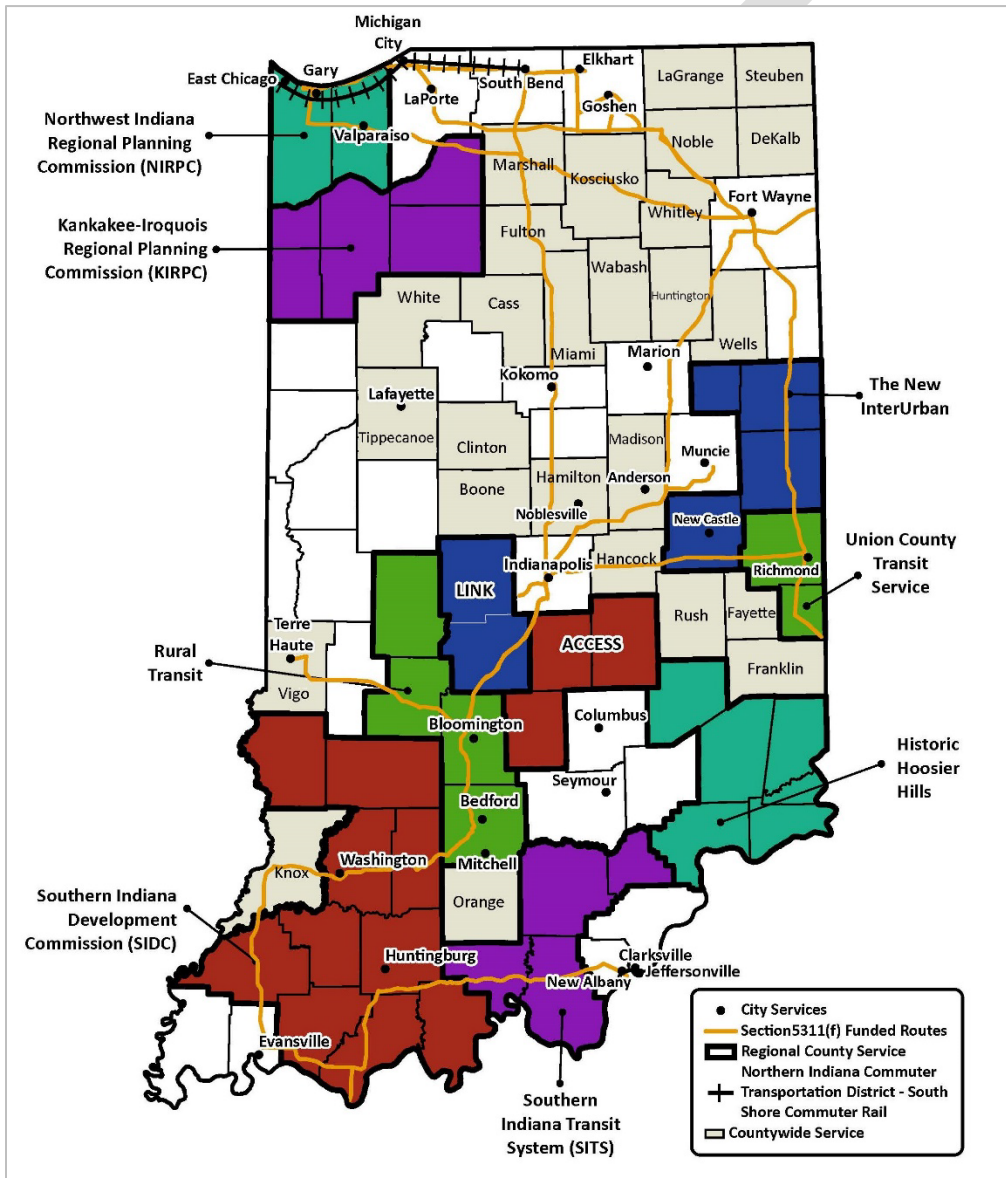 Michigan
City
Elkhart
East Chicago
Gary
South Bend
LaGrange
Steuben
LaPorte
Goshen
Northwest Indiana
Regional Planning
Commission (NIRPC)
Valparaiso
Noble
DeKalb
Marshall
Kosciusko
Fort Wayne
Whitley
Kankakee-Iroquois
Regional Planning
Commission (KIRPC)
Fulton
Wabash
Huntington
White
Cass
Miami
Wells
Marion
Kokomo
The New
InterUrban
Lafayette
Tippecanoe
Clinton
Madison
Muncie
Boone
Hamilton
Anderson
Noblesville
New Castle
Hancock
Indianapolis
Richmond
Union County
Transit
Service
LINK
Rush
Fayette
Terre
Haute
ACCESS
Rural
Transit
Vigo
Franklin
Columbus
Bloomington
Seymour
Historic
Hoosier
Hills
Bedford
Washington
Mitchell
Knox
Orange
Southern Indiana
Development
Commission (SIDC)
Huntingburg
Clarksville
Jeffersonville
New Albany
Evansville
Southern
Indiana Transit
System (SITS)
City Services
Section5311(f) Funded Routes
Regional County Service
Northern Indiana Commuter
Transportation District - South
Shore Commuter Rail
Countywide Service